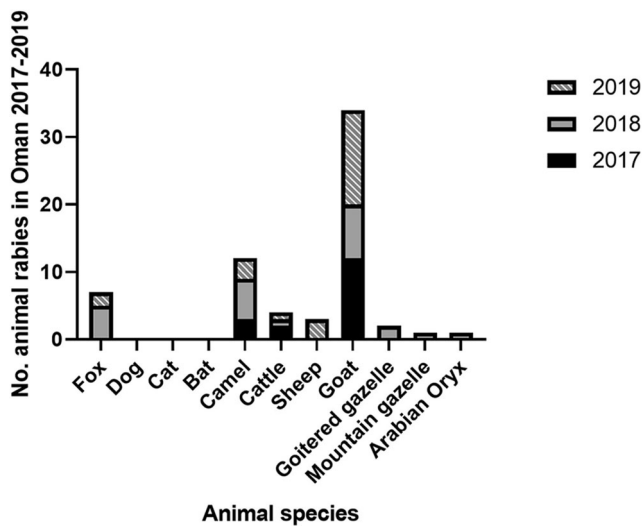 No. animal rabies in Oman 2017-2019
40
30
20
10
0
2019
2018
2017
Fox
Dog
Cat
Bat
Camel
Cattle
Sheep
Goat
Goitered gazelle
Mountain gazelle
Arabian Oryx
Animal species